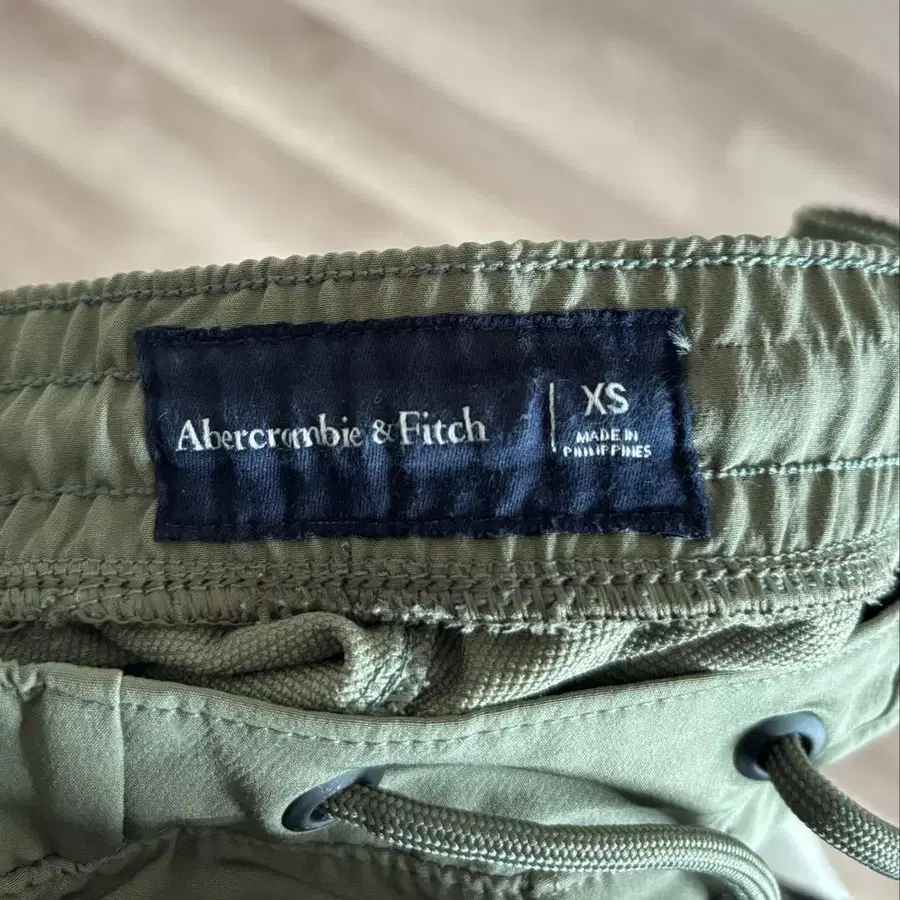 Abercrombie & Fitch
XS
MADE IN
PHILIPPINES